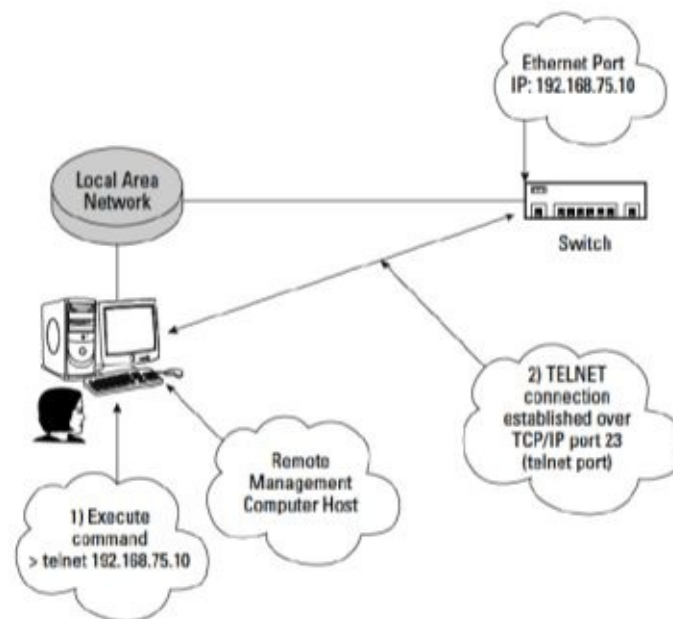 Ethernet Port
IP: 192.168.75.10
Local Area
Network
Switch
2) TELNET
connection
established over
TCP/IP port 23
(telnet port)
Remote
Management
Computer Host
1) Execute
command
> telnet 192.168.75.10